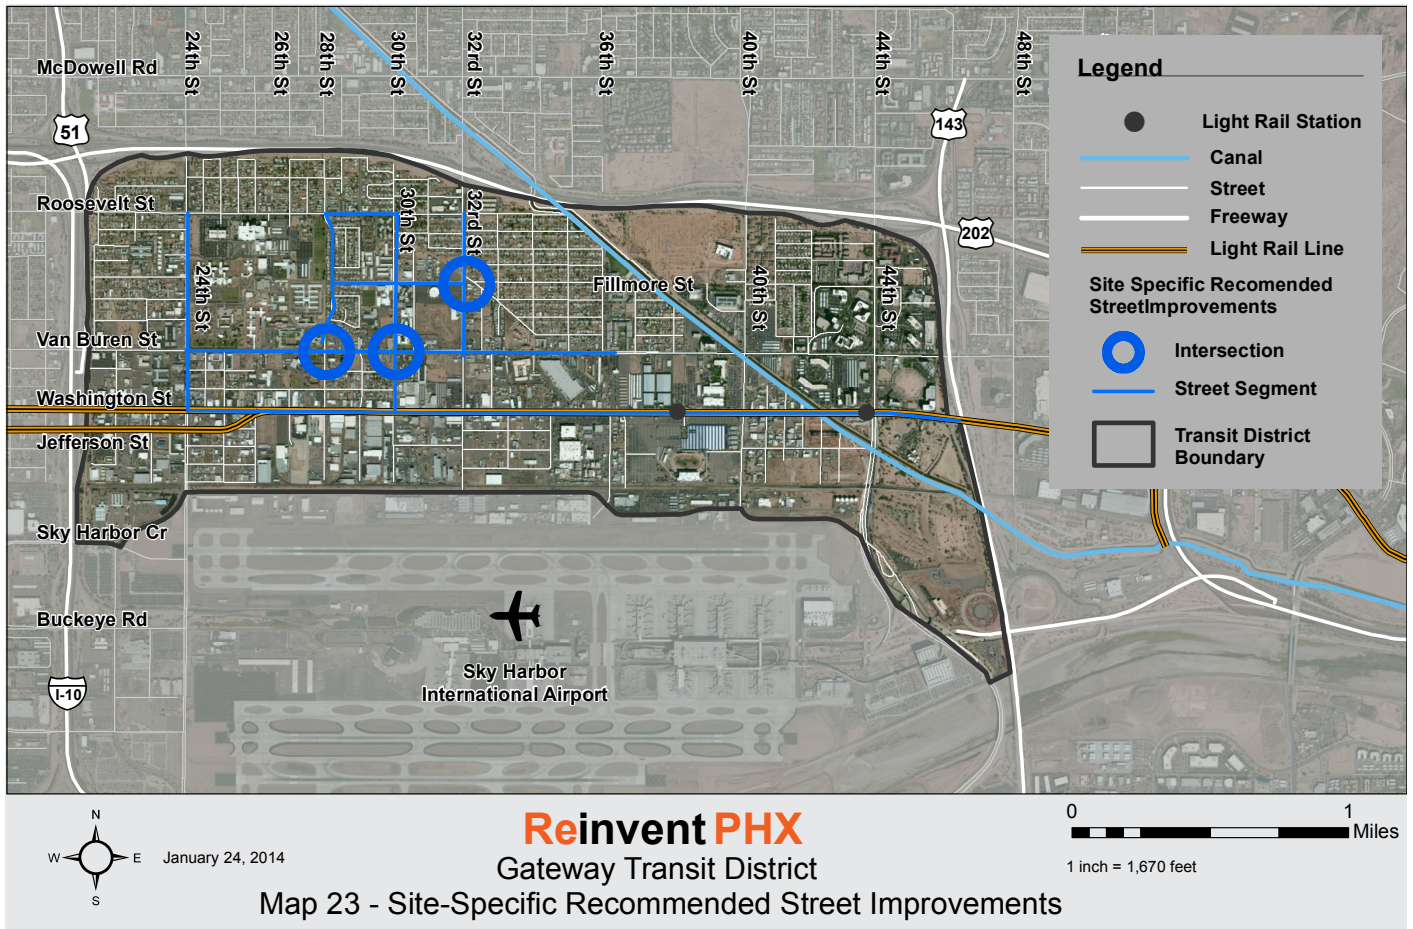 24th St
26th St
28th St
30th St
32rd St
36th St
40th St
44th St
48th St
McDowell Rd
51
143
Legend
Light Rail Station
Canal
Street
Freeway
Light Rail Line
Site Specific Recomended
StreetImprovements
Intersection
Street Segment
Transit District
Boundary
Roosevelt St
30th St
32rd St
202
24th St
Fillmore St
40th St
44th St
Van Buren St
Washington St
Jefferson St
Sky Harbor Cr
Buckeye Rd
Sky Harbor
International Airport
I-10
N
W
E
S
January 24, 2014
Reinvent PHX
Gateway Transit District
Map 23 - Site-Specific Recommended Street Improvements
0
1
Miles
1 inch = 1,670 feet